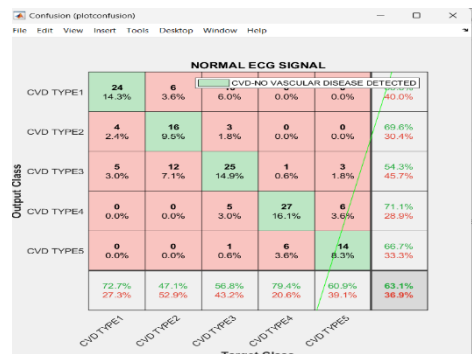 Confusion (plotconfusion)
File Edit View Insert Tools Desktop Window Help
NORMAL ECG SIGNAL
CVD-NO VASCULAR DISEASE DETECTED
CVD TYPE1 24 6
14.3% 3.6% 6.0% 0.0% 0.0% 40.0%
CVD TYPE2 4 16 3 0 0 69.6%
2.4% 9.5% 1.8% 0.0% 0.0% 30.4%
CVD TYPE3 5 12 25 1 3 54.3%
3.0% 7.1% 14.9% 0.6% 1.8% 45.7%
CVD TYPE4 0 0 5 27 6 71.1%
0.0% 0.0% 3.0% 16.1% 3.6% 28.9%
CVD TYPE5 0 0 1 6 14 66.7%
0.0% 0.0% 0.6% 3.6% 8.3% 33.3%
72.7% 47.1% 56.8% 79.4% 60.9% 63.1%
27.3% 52.9% 43.2% 20.6% 39.1% 36.9%
Output Class
CVD TYPE1 CVD TYPE2 CVD TYPE3 CVD TYPE4 CVD TYPE5
Target Class